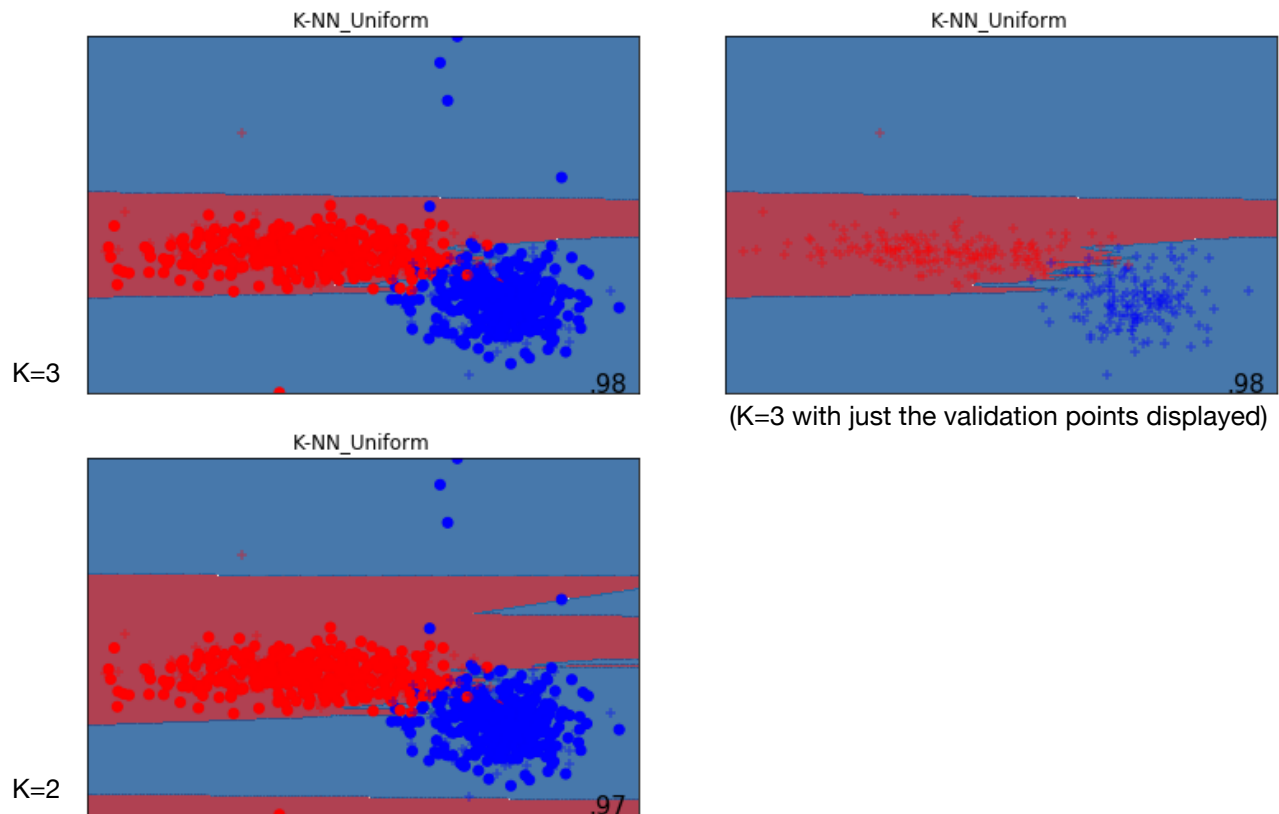 K-NN_Uniform
K-NN_Uniform
K=3
.98
.98
(K=3 with just the validation points displayed)
K-NN_Uniform
K=2
.97